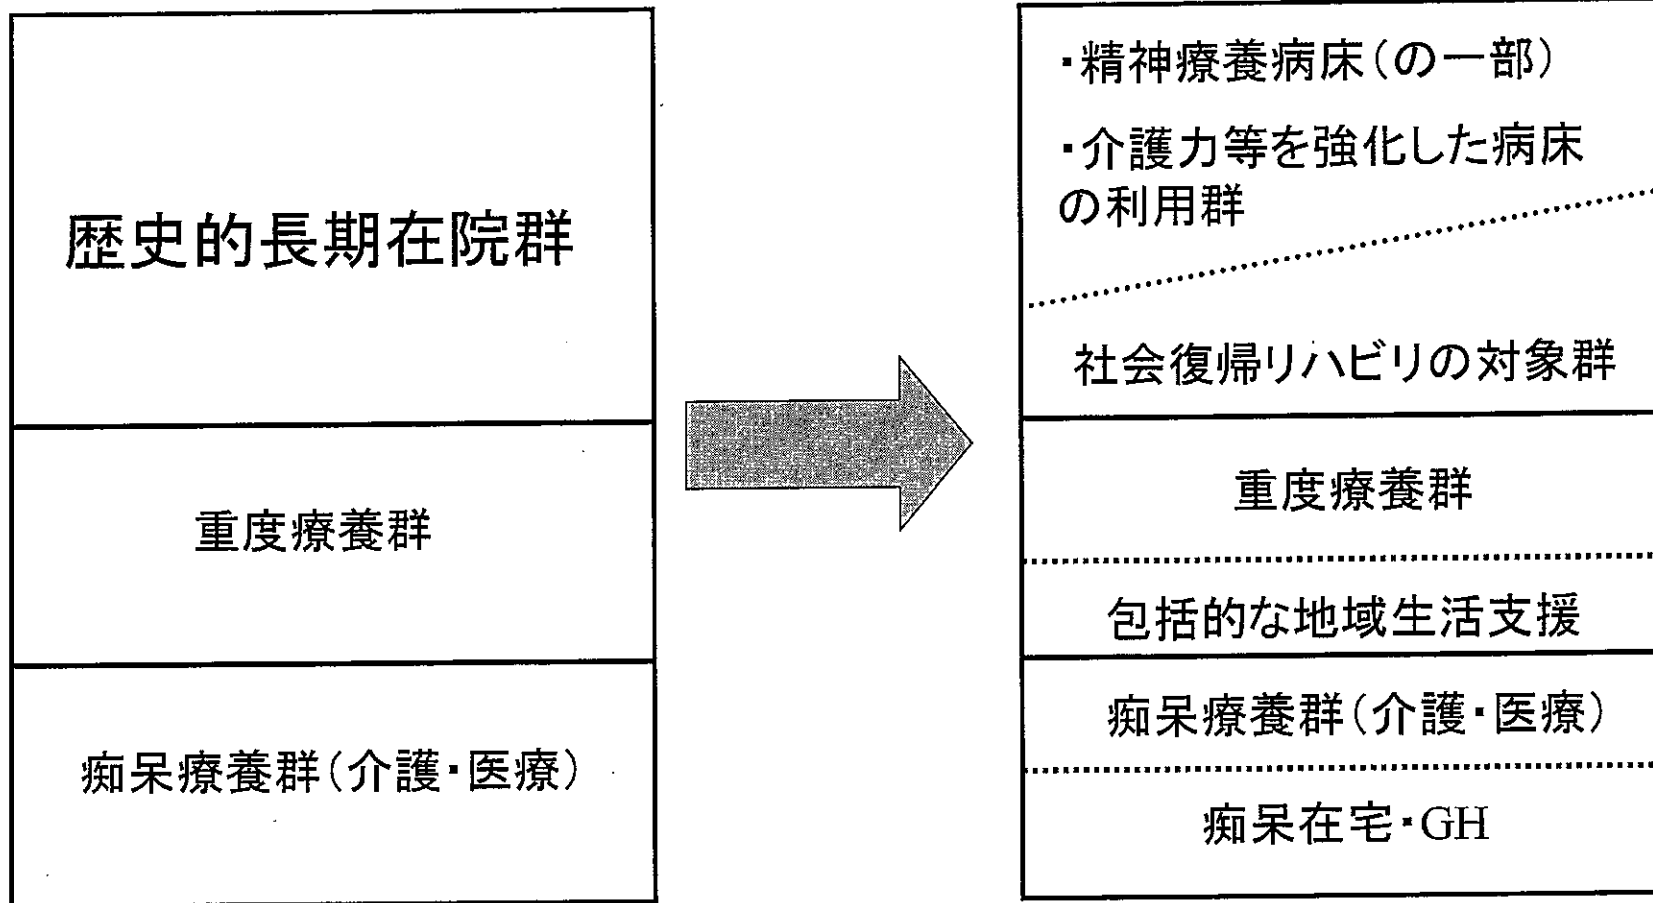 歴史的長期在院群
重度療養群
痴呆療養群(介護・医療)
・精神療養病床(の一部)
・介護力等を強化した病床
の利用群
社会復帰リハビリの対象群
重度療養群
包括的な地域生活支援
痴呆療養群(介護・医療)
痴呆在宅・GH